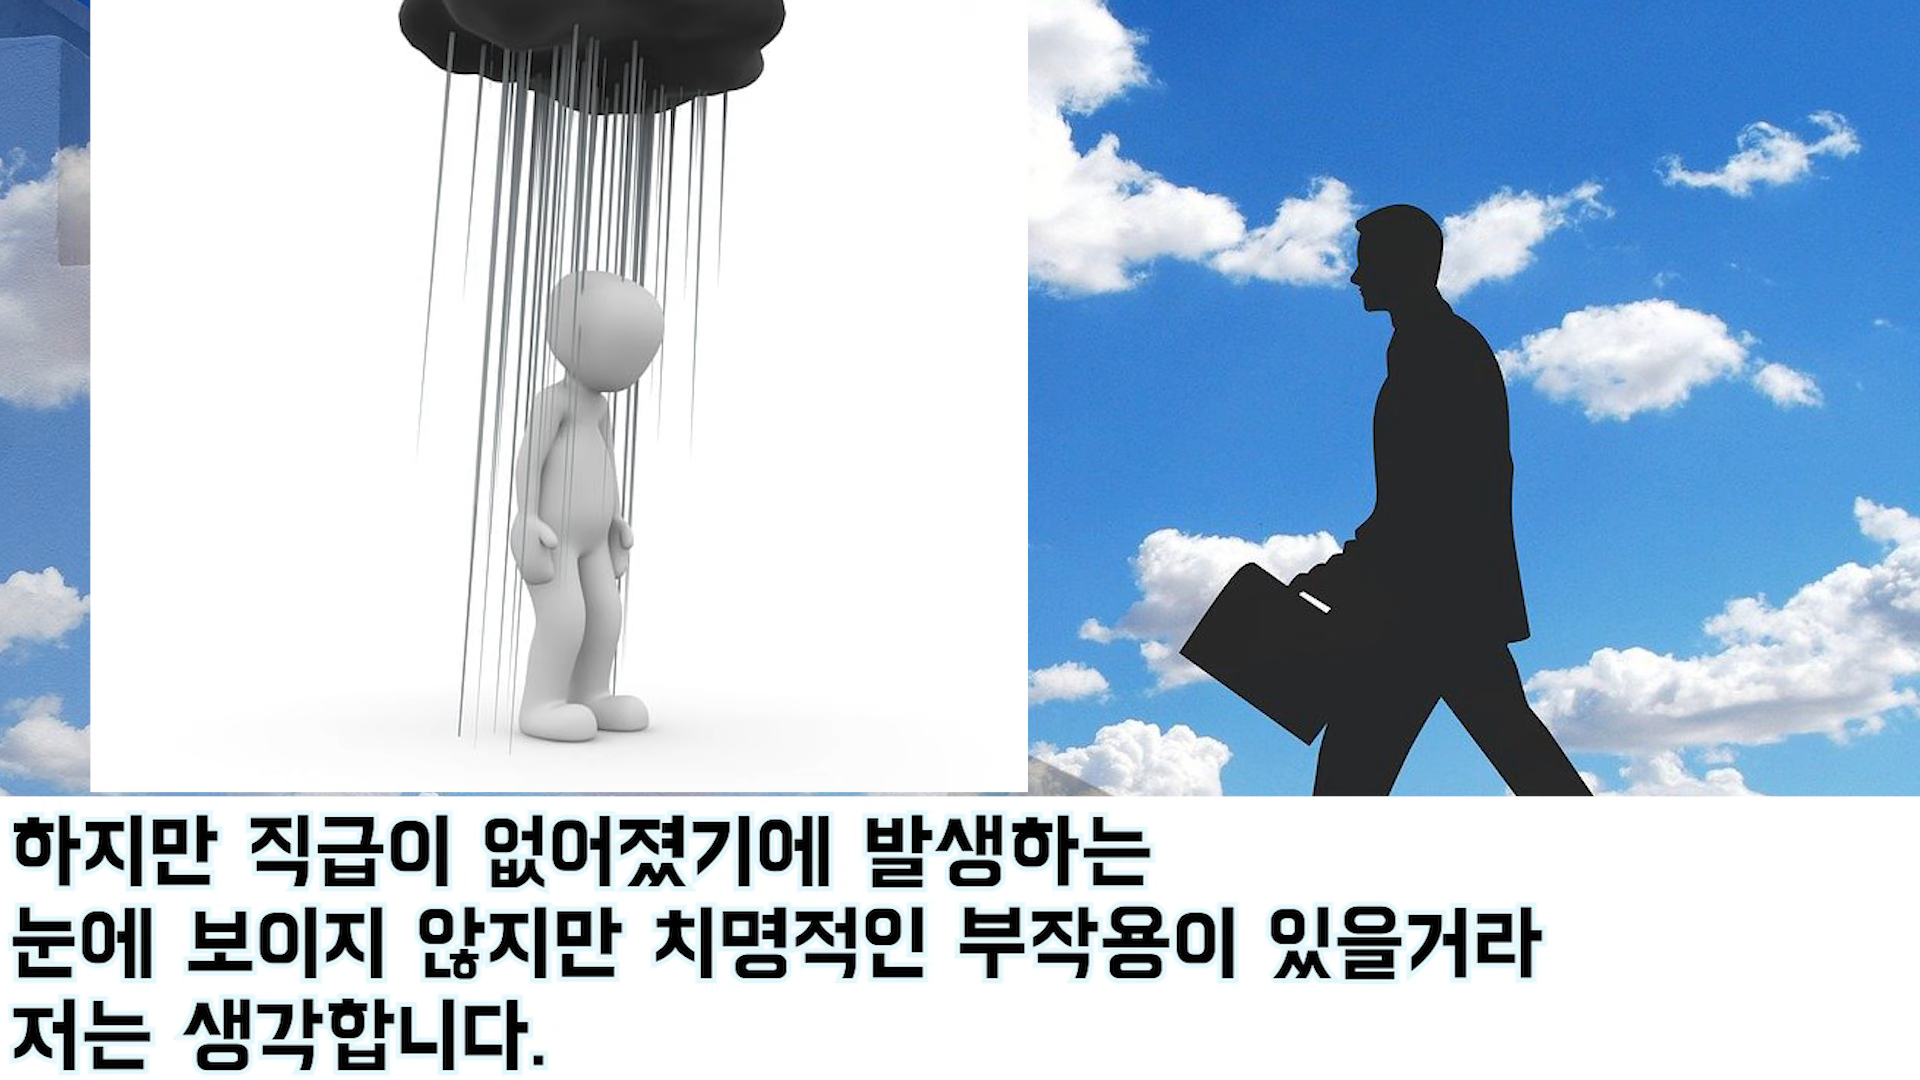 하지만 직급이 없어졌기에 발생하는
눈에 보이지 않지만 치명적인 부작용이 있을거라
저는 생각합니다.